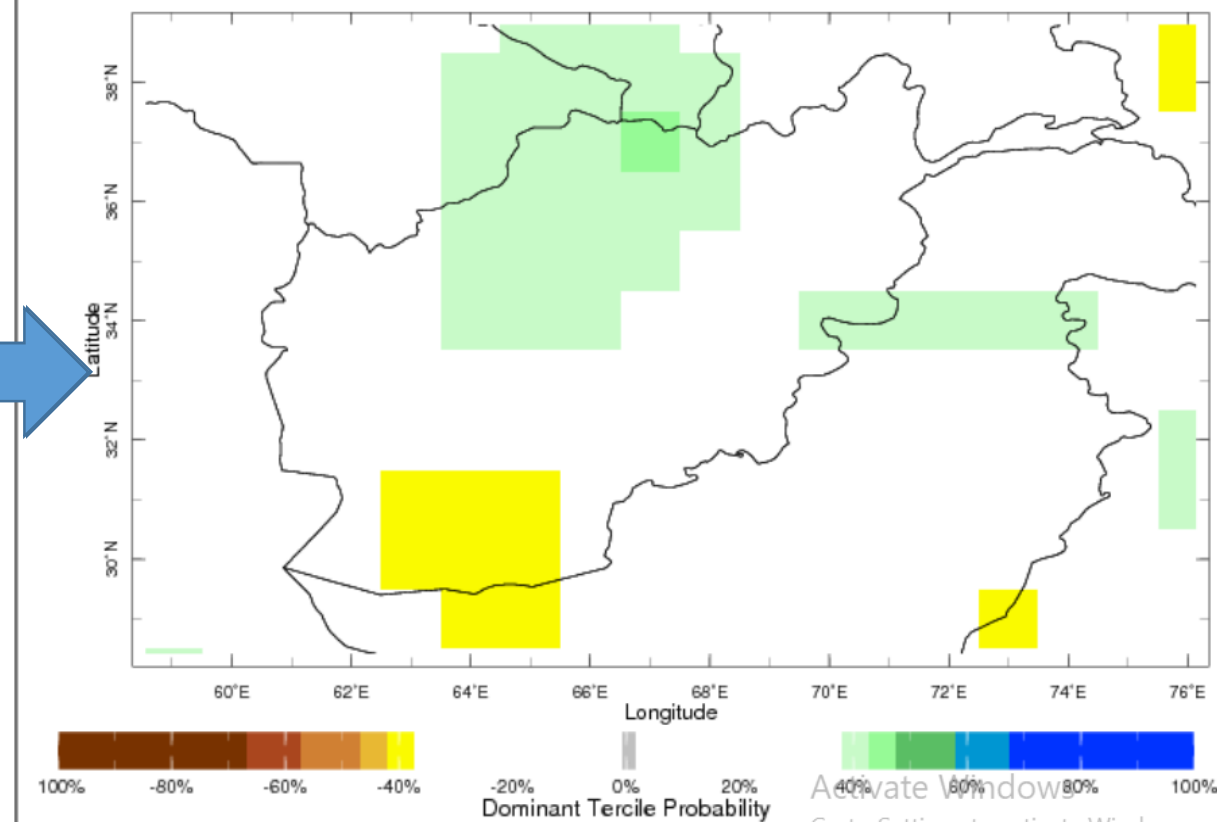 38°N
36°N
34°N
32°N
30°N
Latitude
60°E 62°E 64°E 66°E 68°E 70°E 72°E 74°E 76°E
Longitude
100% -80% -60% -40% -20% 0% 20% 40% 60% 80% 100%
Activate Windows
Dominant Tercile Probability